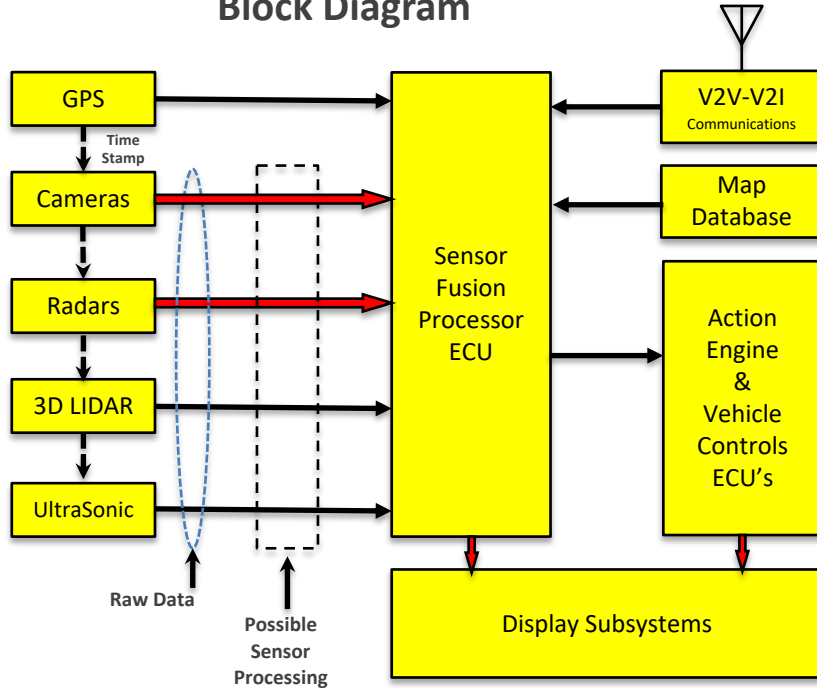 Block Diagram
GPS
Time
Stamp
Cameras
Radars
3D LIDAR
UltraSonic
Raw Data
Possible
Sensor
Processing
Sensor
Fusion
Processor
ECU
V2V-V2I
Communications
Map
Database
Action
Engine
&
Vehicle
Controls
ECU's
Display Subsystems